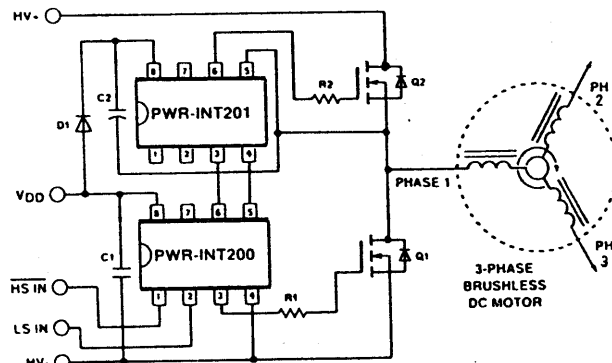 HV+
8 7 6 5
C2
R2
Q2
D1
PWR-INT201
1 2 3 4
PH
2
PHASE 1
VDD
8 7 6 5
C1
PWR-INT200
Q1
PH
3
HS IN
1 2 3 4
R1
3-PHASE
BRUSHLESS
DC MOTOR
LS IN
HV-